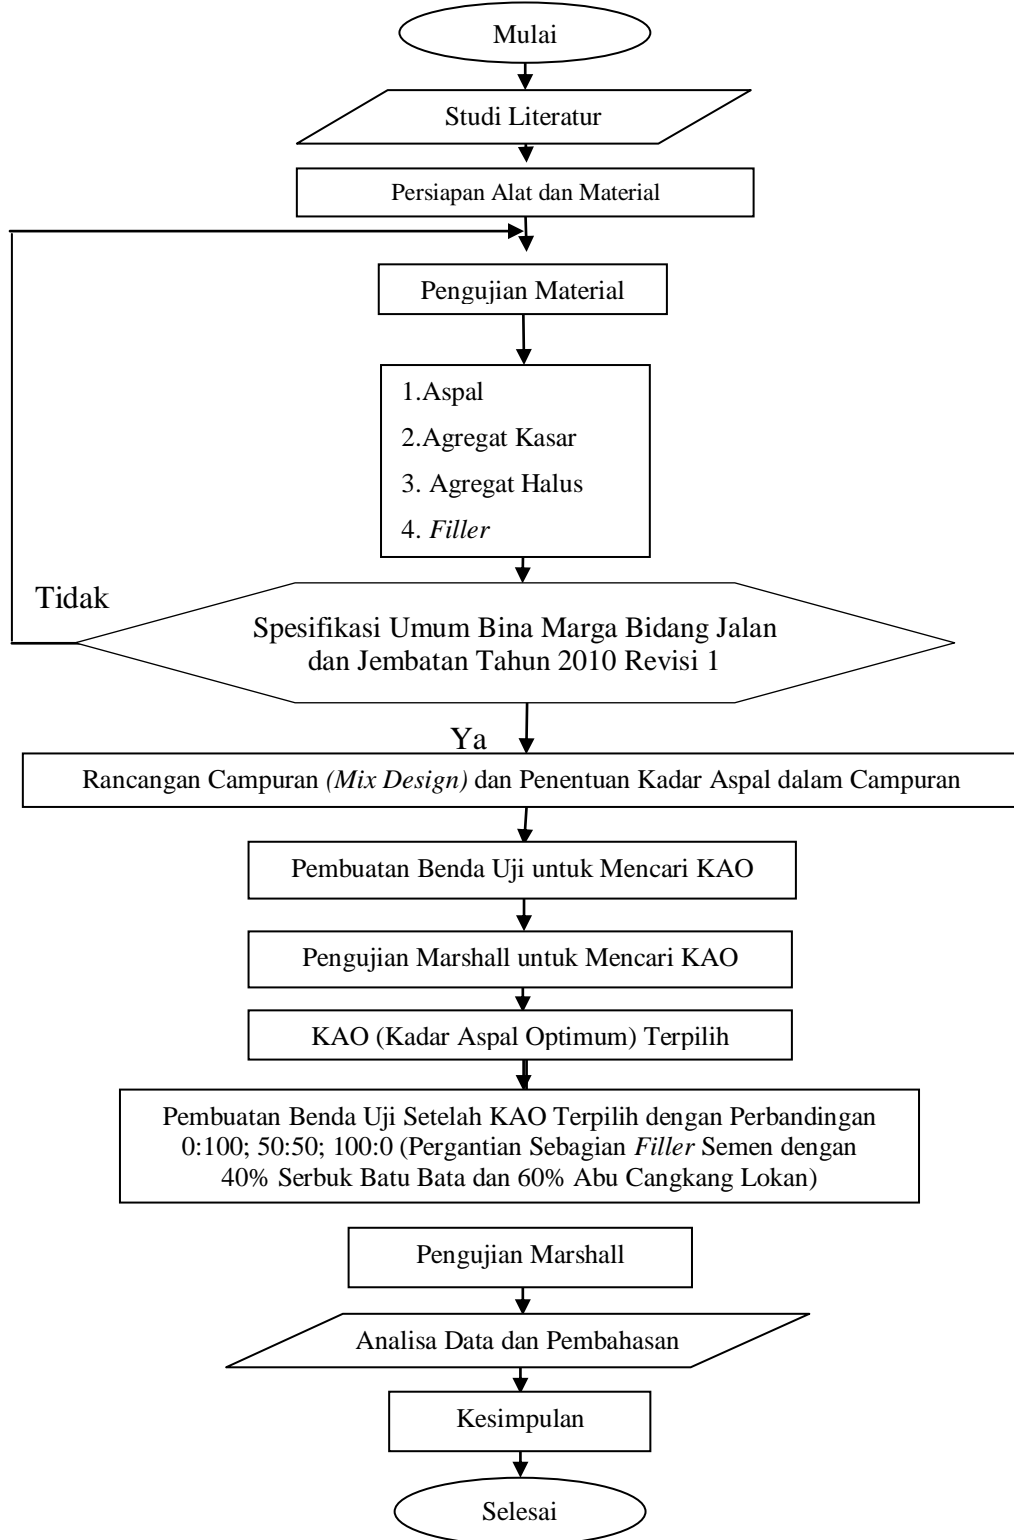 Mulai
Studi Literatur
Persiapan Alat dan Material
Pengujian Material
1.Aspal
2.Agregat Kasar
3. Agregat Halus
4. Filler
Tidak
Spesifikasi Umum Bina Marga Bidang Jalan
dan Jembatan Tahun 2010 Revisi 1
Ya
Rancangan Campuran (Mix Design) dan Penentuan Kadar Aspal dalam Campuran
Pembuatan Benda Uji untuk Mencari KAO
Pengujian Marshall untuk Mencari KAO
KAO (Kadar Aspal Optimum) Terpilih
Pembuatan Benda Uji Setelah KAO Terpilih dengan Perbandingan
0:100; 50:50; 100:0 (Pergantian Sebagian Filler Semen dengan
40% Serbuk Batu Bata dan 60% Abu Cangkang Lokan)
Pengujian Marshall
Analisa Data dan Pembahasan
Kesimpulan
Selesai